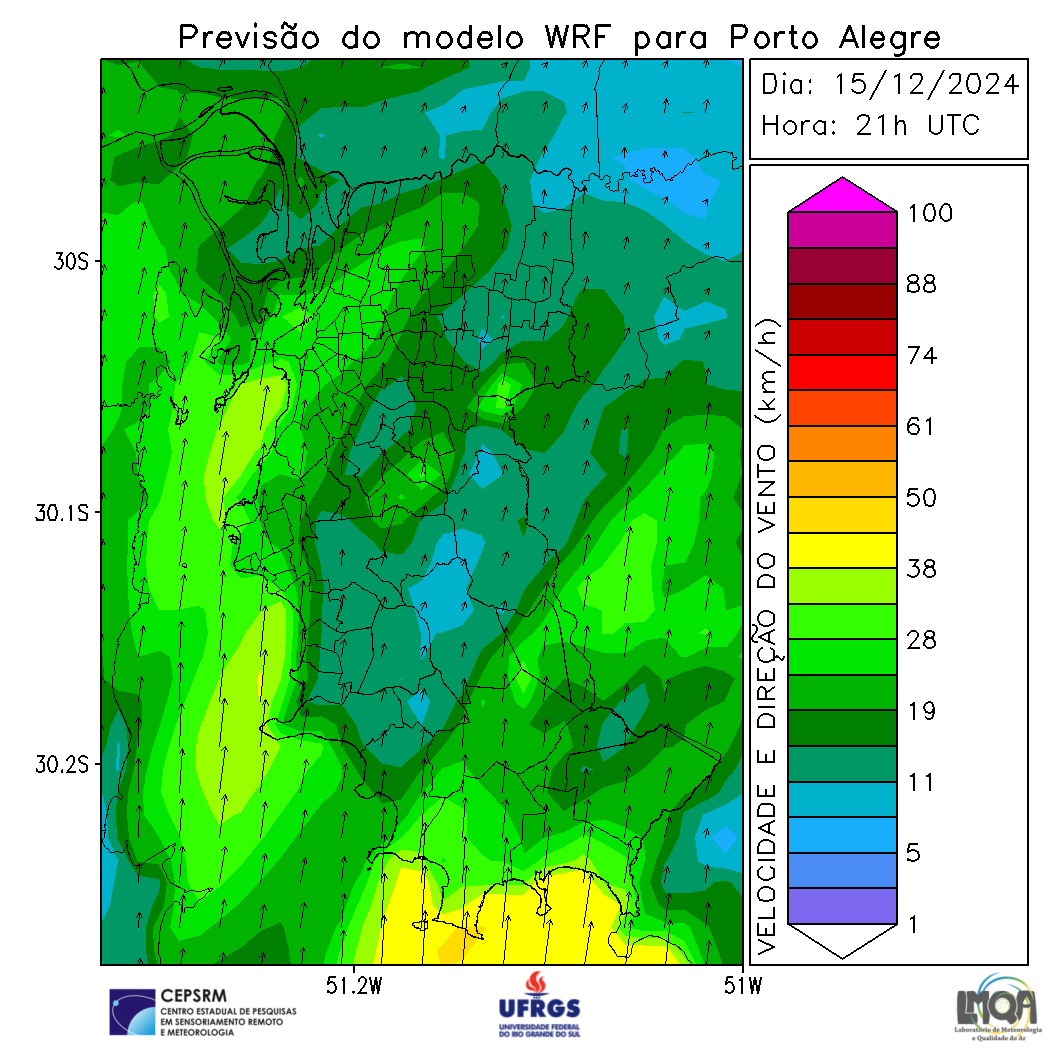 Previsão do modelo WRF para Porto Alegre
Dia: 15/12/2024
Hora: 21h UTC
30S
30.1S
30.2S
51.2W
51W
VELOCIDADE E DIREÇÃO DO VENTO (km/h)
100
88
74
61
50
38
28
19
11
5
1
CEPSRM
CENTRO ESTADUAL DE PESQUISAS
EM SENSORIAMENTO REMOTO
E METEOROLOGIA
UFRGS
UNIVERSIDADE FEDERAL
DO RIO GRANDE DO SUL
LMQA
Laboratório de Meteorologia
e Qualidade do Ar